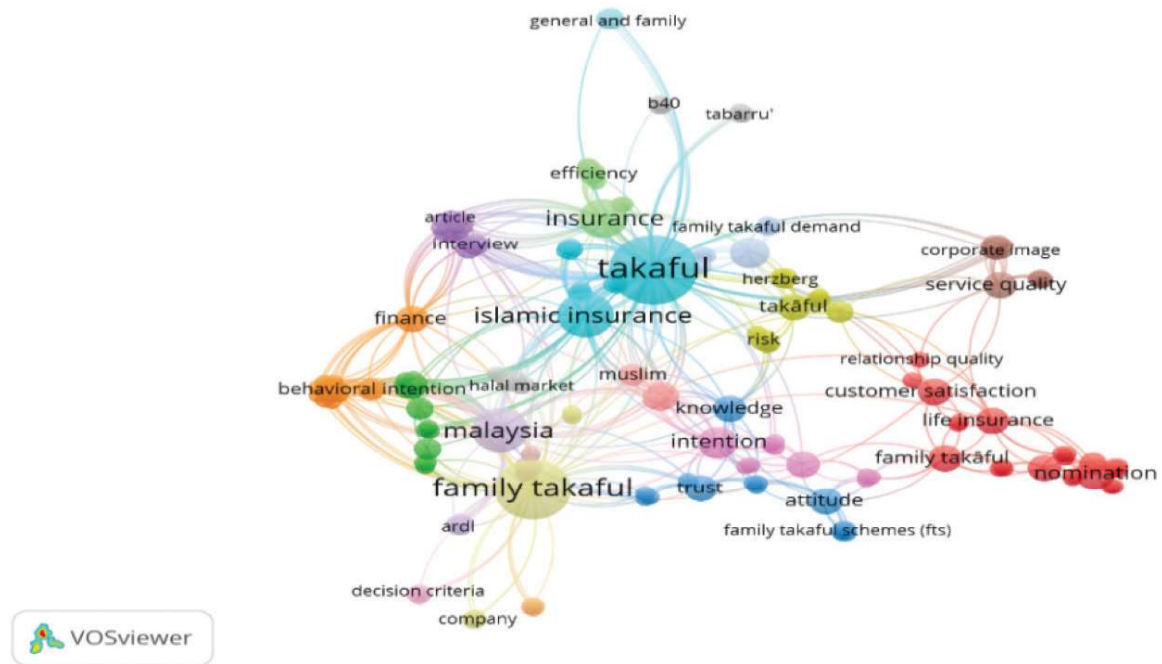 general and family
b40
tabarru'
efficiency
article
insurance
family takaful demand
interview
corporate image
takaful
herzberg
service quality
takāful
finance
islamic insurance
risk
relationship quality
muslim
behavioral intention
halal market
customer satisfaction
knowledge
life insurance
malaysia
intention
family takāful
nomination
family takaful
trust
attitude
ardl
family takaful schemes (fts)
decision criteria
company
VOSviewer